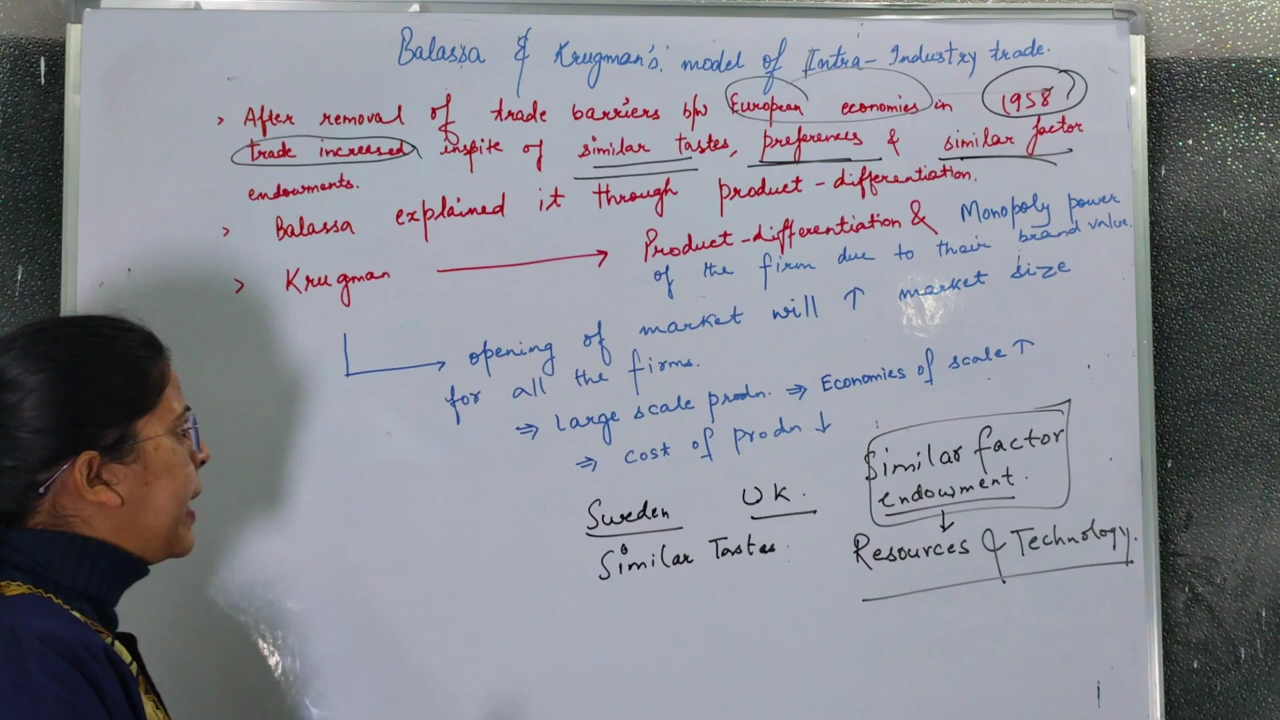 Balassa & Krugman's model of Intra-Industry trade.
> After removal of trade barriers b/w European economies in 1958
trade increased inspite of similar tastes, preferences & similar factor
endowments.
> Balassa explained it through product-differentiation.
> Krugman → Product-differentiation & Monopoly power
of the firm due to their brand value.
→ opening of market will ↑ market size
for all the firms.
⇒ Large scale prodn. ⇒ Economies of scale ↑
⇒ cost of prodn ↓
Similar factor
endowment.
↓
Resources & Technology.
Sweden UK.
Similar Tastes.